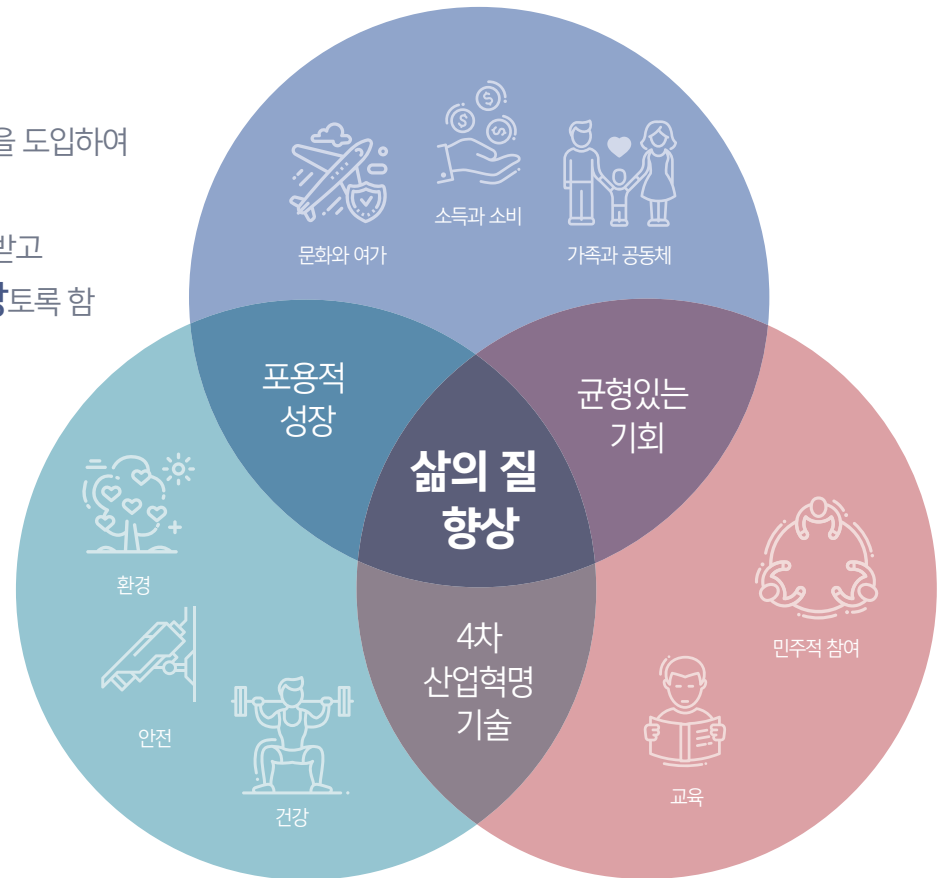 을 도입하여
받고
토록 함
소득과 소비
문화와 여가
가족과 공동체
포용적
성장
균형있는
기회
삶의 질
향상
환경
4차
산업혁명
기술
민주적 참여
안전
교육
건강